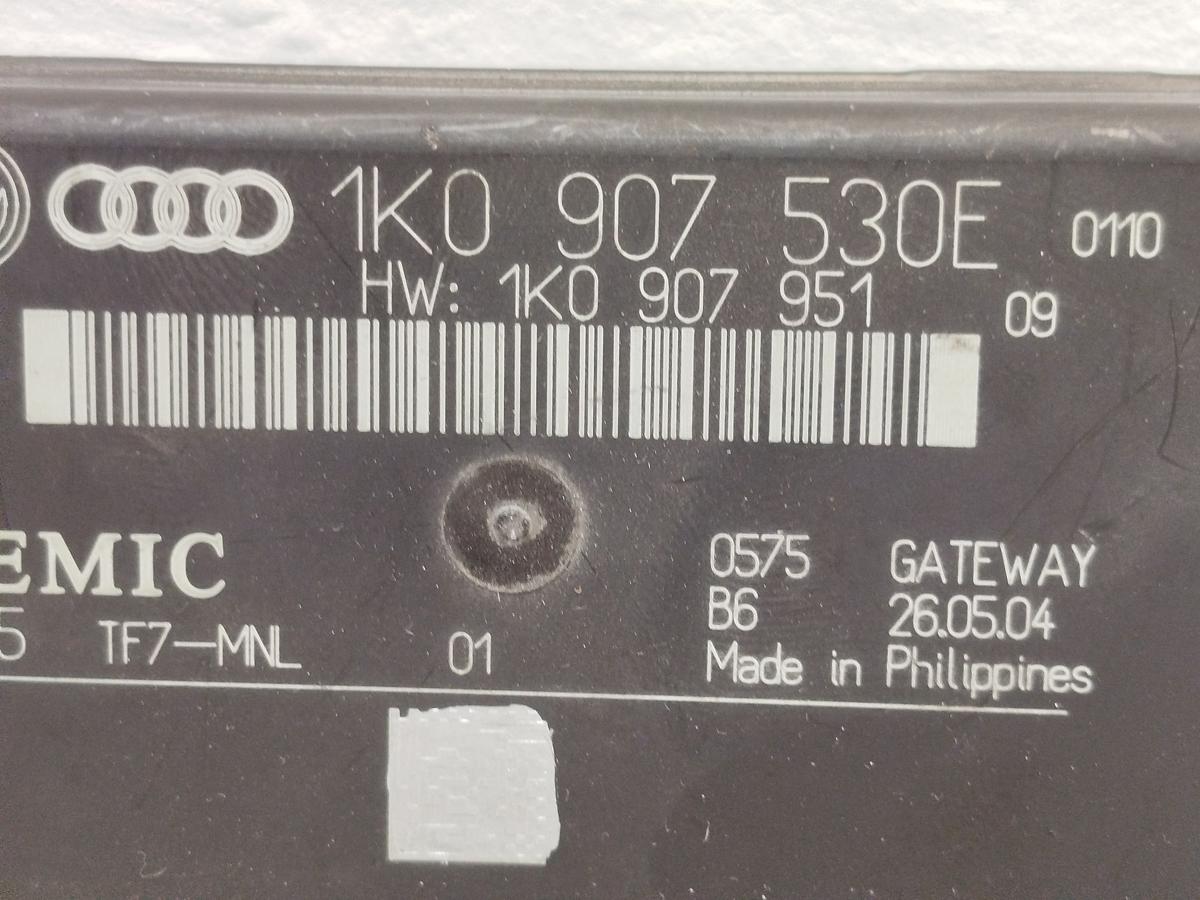 1K0 907 530E 0110
HW: 1K0 907 951 09
EMIC
0575 GATEWAY
5 TF7-MNL 01
B6 26.05.04
Made in Philippines